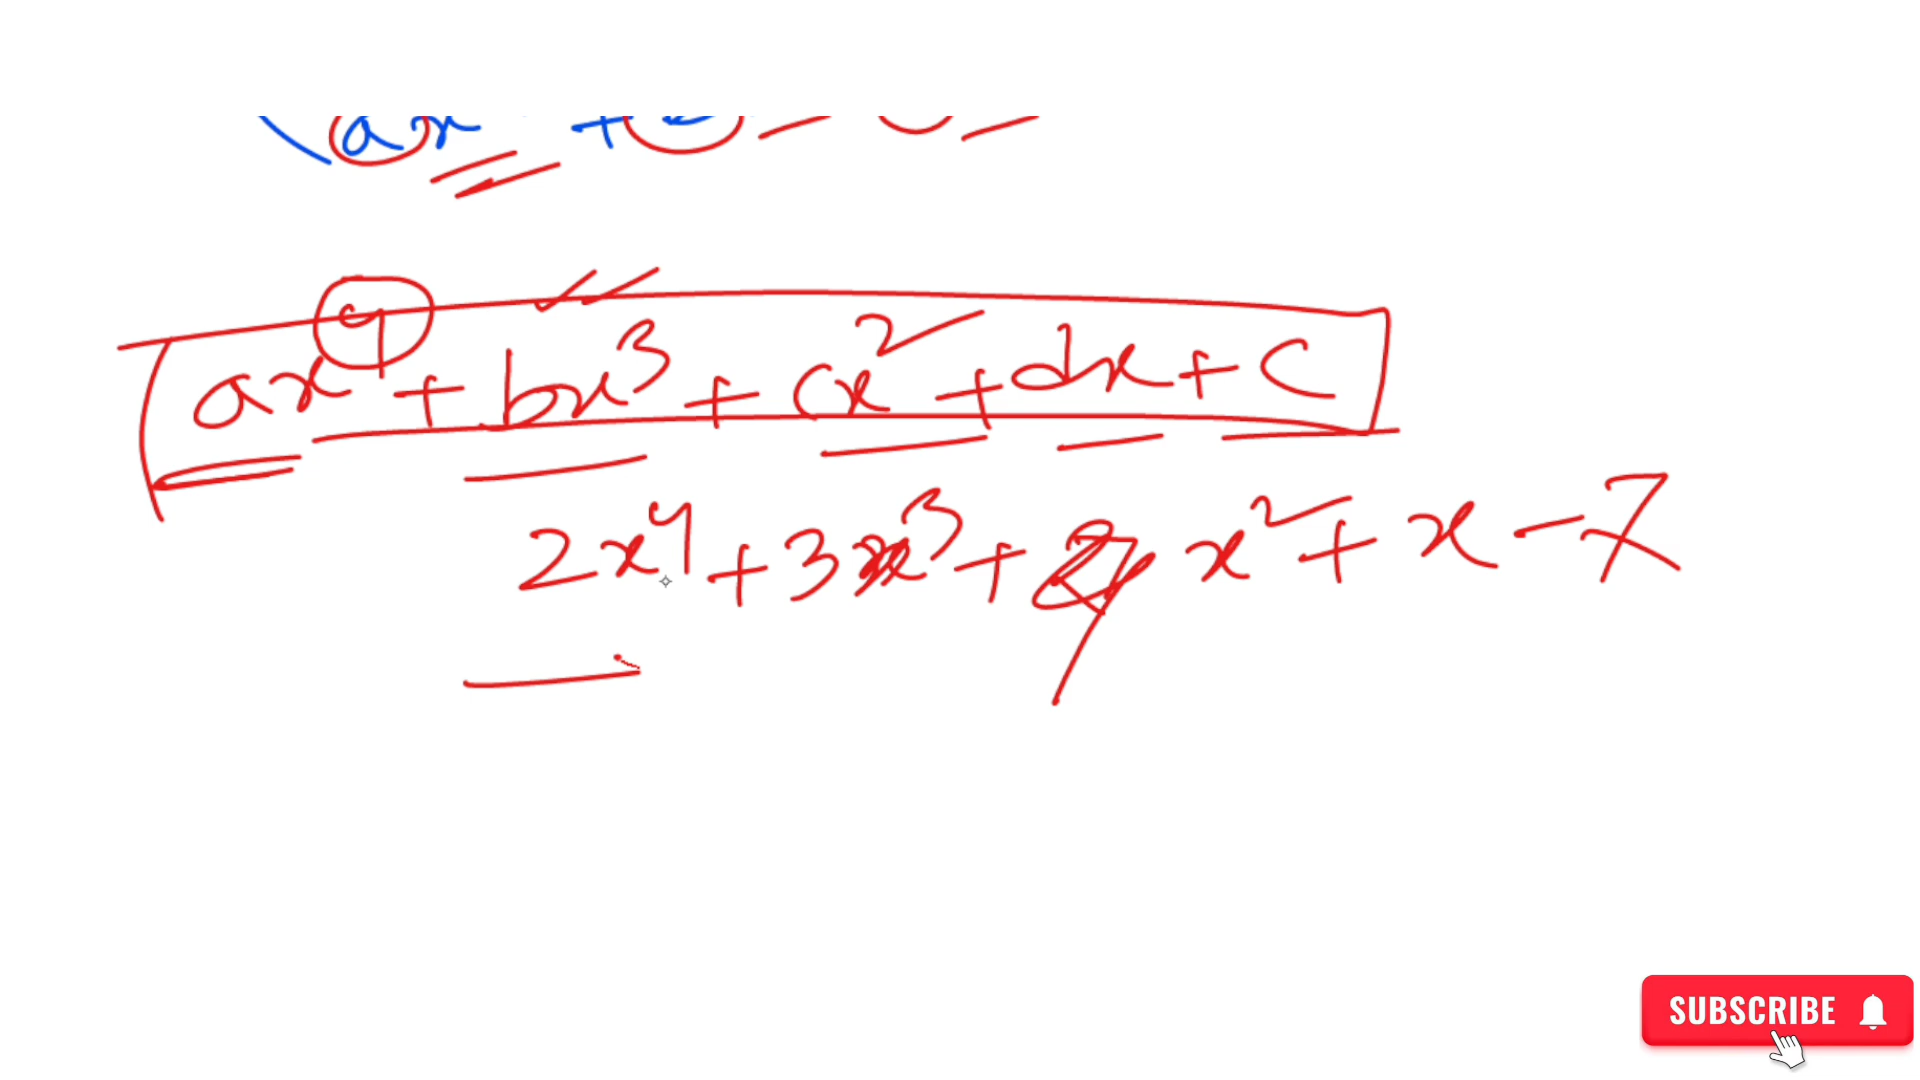 ax⁴ + bx³ + cx² + dx + c
2x⁴ + 3x³ + x² + x - 7
SUBSCRIBE